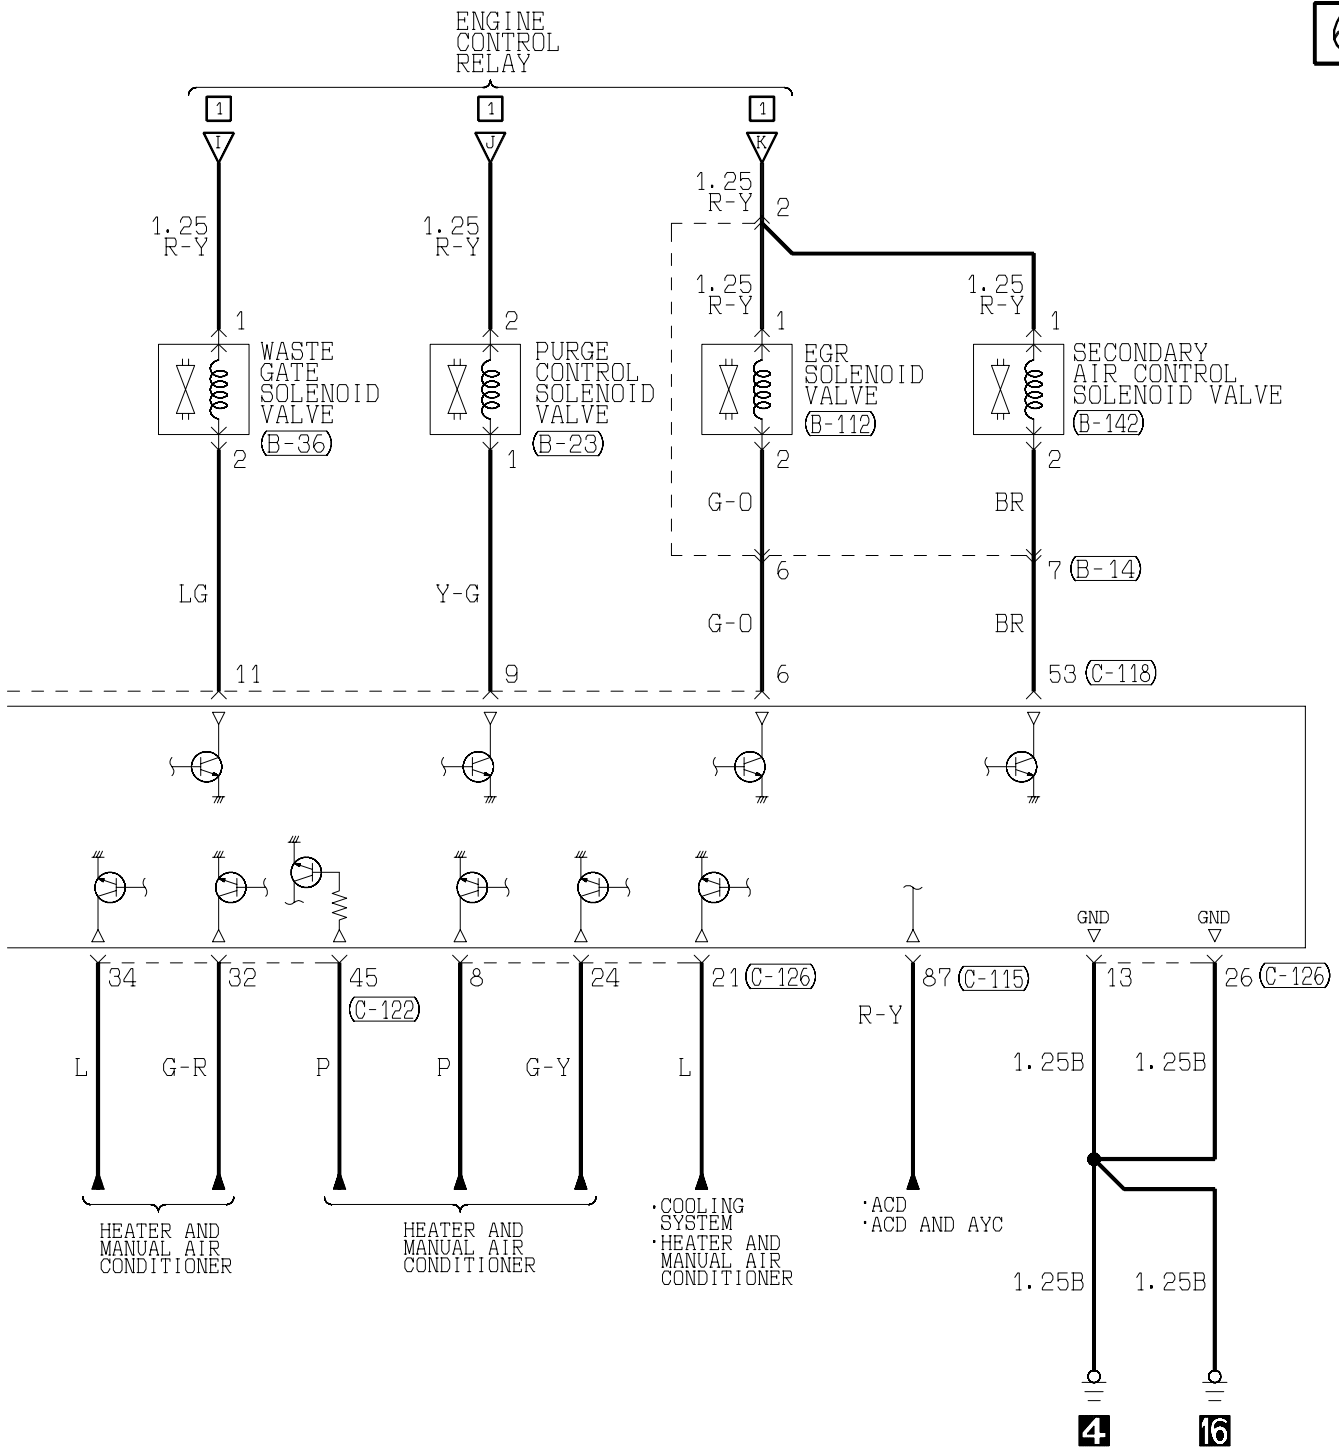 ENGINE
CONTROL
RELAY
1 1 1
I J K
1.25
R-Y
2
1.25
R-Y
1.25
R-Y
1.25
R-Y
1.25
R-Y
1 2 1 1
WASTE
GATE
SOLENOID
VALVE
B-36
PURGE
CONTROL
SOLENOID
VALVE
B-23
EGR
SOLENOID
VALVE
B-112
SECONDARY
AIR CONTROL
SOLENOID VALVE
B-142
2 1 2 2
G-O BR
6 7 B-14
LG Y-G
G-O BR
11 9 6 53 C-118
GND GND
34 32 45 8 24 21 C-126 87 C-115 13 26 C-126
C-122
R-Y
L G-R P P G-Y L 1.25B 1.25B
HEATER AND
MANUAL AIR
CONDITIONER
HEATER AND
MANUAL AIR
CONDITIONER
·COOLING
SYSTEM
·HEATER AND
MANUAL AIR
CONDITIONER
·ACD
·ACD AND AYC
1.25B 1.25B
4 16